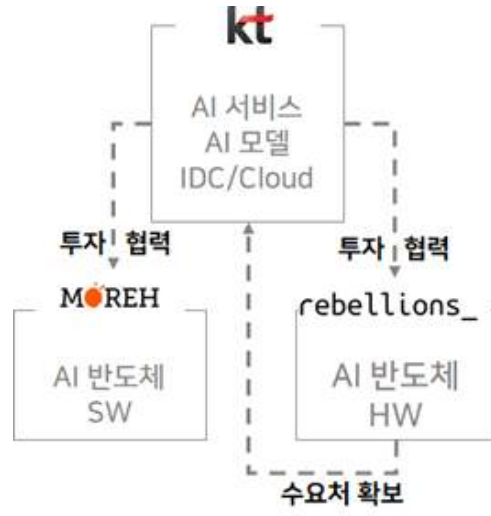 kt
AI 서비스
AI 모델
IDC/Cloud
투자 협력
투자 협력
MOREH
rebellions_
AI 반도체
SW
AI 반도체
HW
수요처 확보